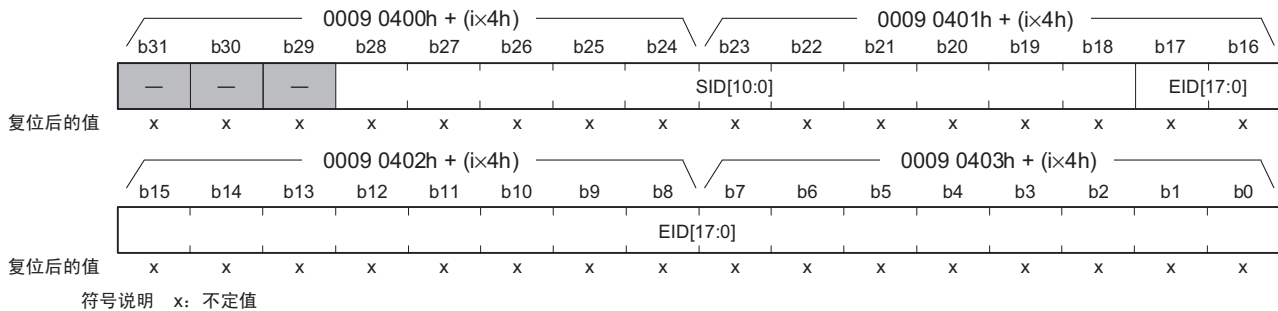 0009 0400h + (i×4h) 0009 0401h + (i×4h)
b31 b30 b29 b28 b27 b26 b25 b24 b23 b22 b21 b20 b19 b18 b17 b16
— — — SID[10:0] EID[17:0]
复位后的值 x x x x x x x x x x x x x x x x
0009 0402h + (i×4h) 0009 0403h + (i×4h)
b15 b14 b13 b12 b11 b10 b9 b8 b7 b6 b5 b4 b3 b2 b1 b0
EID[17:0]
复位后的值 x x x x x x x x x x x x x x x x
符号说明 x：不定值